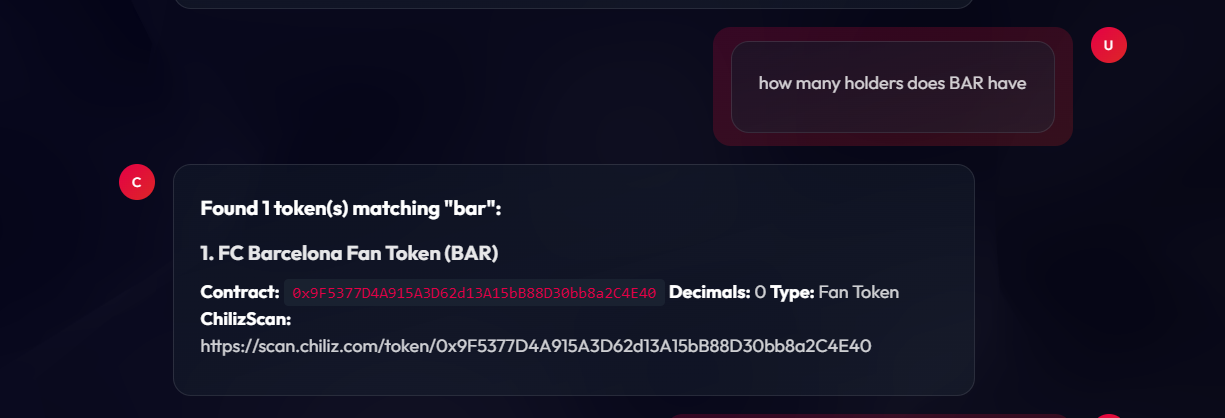 U
how many holders does BAR have
C
Found 1 token(s) matching "bar":
1. FC Barcelona Fan Token (BAR)
Contract: 0x9F5377D4A915A3D62d13A15bB88D30bb8a2C4E40 Decimals: 0 Type: Fan Token
ChilizScan:
https://scan.chiliz.com/token/0x9F5377D4A915A3D62d13A15bB88D30bb8a2C4E40